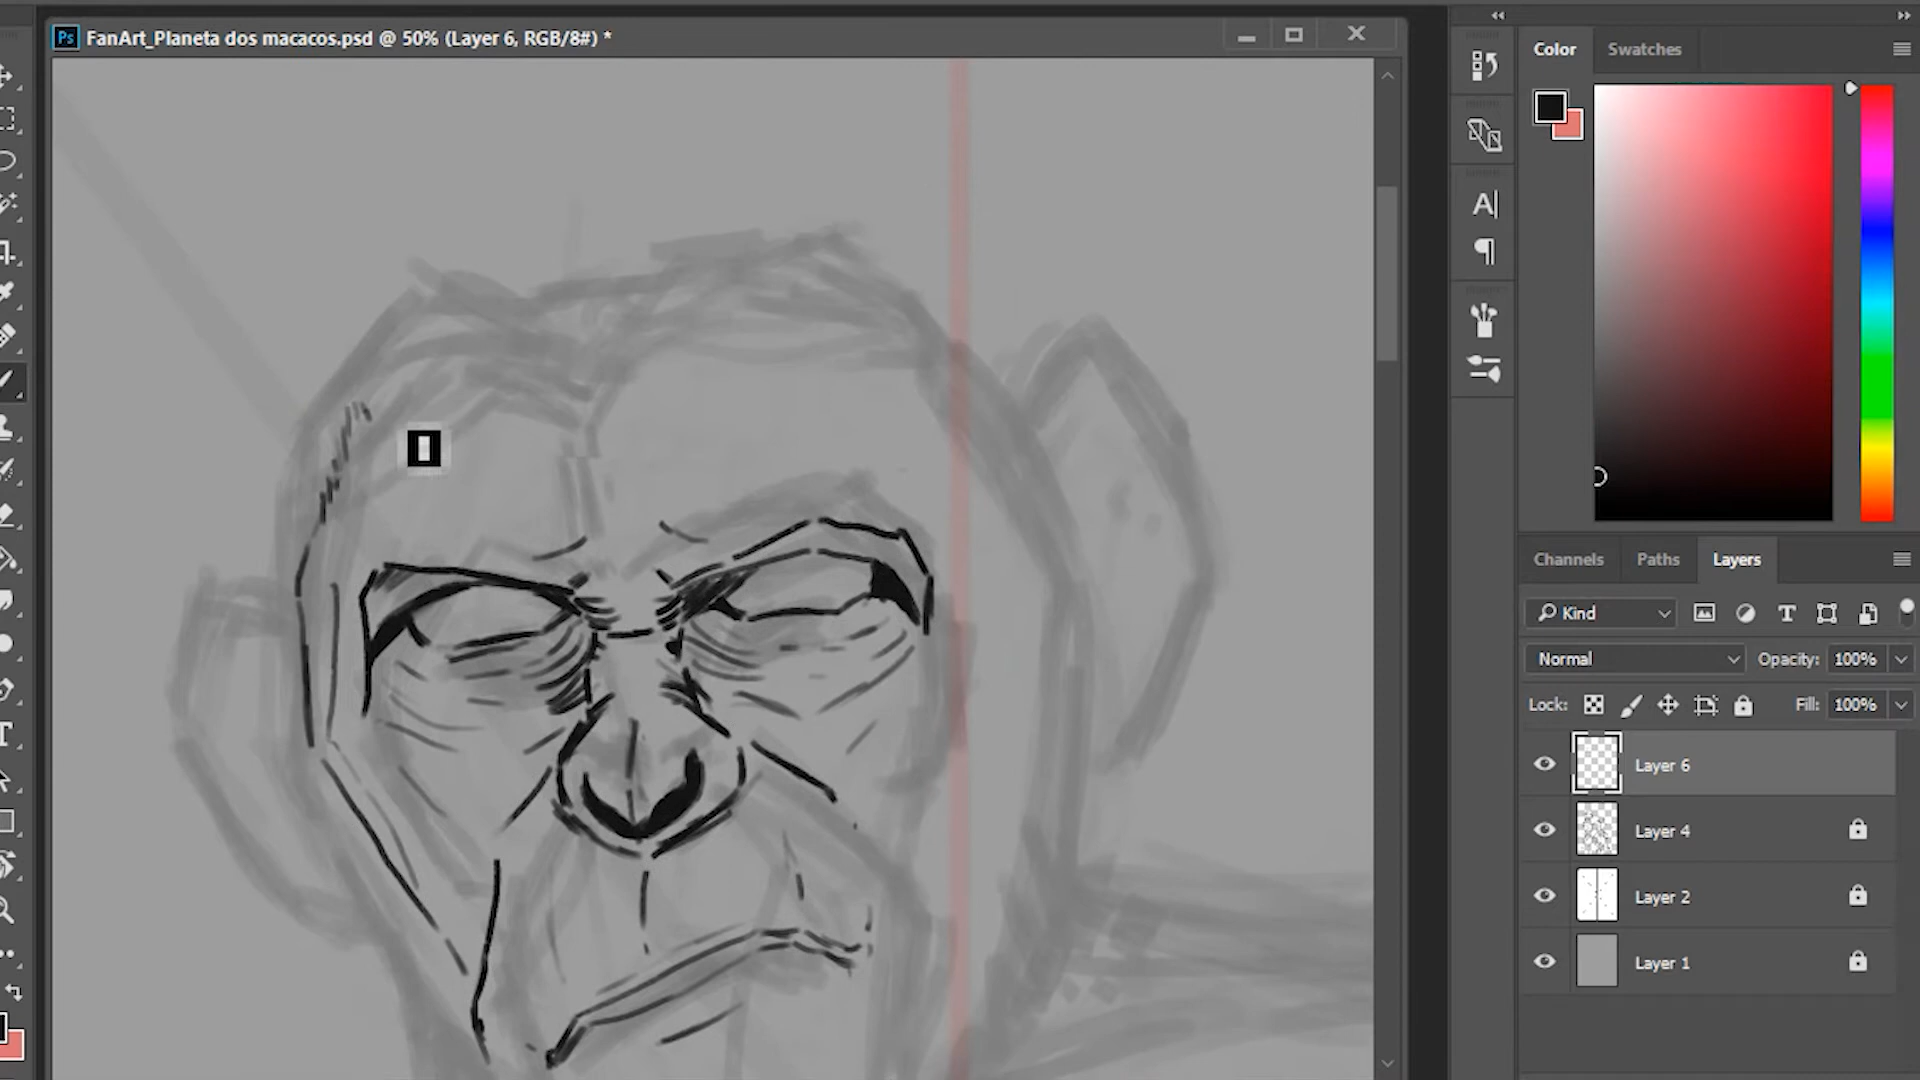 Ps FanArt_Planeta dos macacos.psd @ 50% (Layer 6, RGB/8#) *
Color Swatches
Channels Paths Layers
Kind
Normal Opacity: 100%
Lock: Fill: 100%
Layer 6
Layer 4
Layer 2
Layer 1